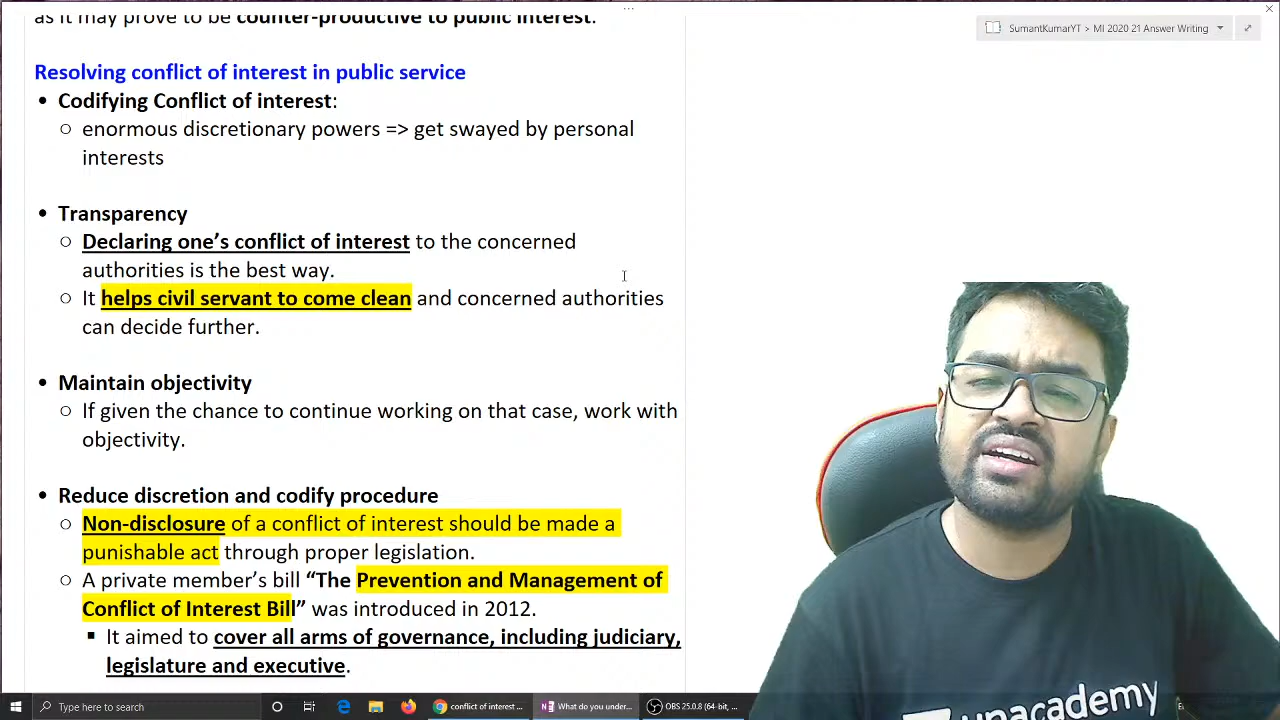 as it may prove to be counter-productive to public interest.
SumantKumarYT > MI 2020 21 Answer Writing
Resolving conflict of interest in public service
• Codifying Conflict of interest:
○ enormous discretionary powers => get swayed by personal
interests
• Transparency
○ Declaring one's conflict of interest to the concerned
authorities is the best way.
○ It helps civil servant to come clean and concerned authorities
can decide further.
• Maintain objectivity
○ If given the chance to continue working on that case, work with
objectivity.
• Reduce discretion and codify procedure
○ Non-disclosure of a conflict of interest should be made a
punishable act through proper legislation.
○ A private member's bill “The Prevention and Management of
Conflict of Interest Bill” was introduced in 2012.
▪ It aimed to cover all arms of governance, including judiciary,
legislature and executive.
unacademy
Type here to search
conflict of interest ...
What do you under...
OBS 25.0.8 (64-bit, ...